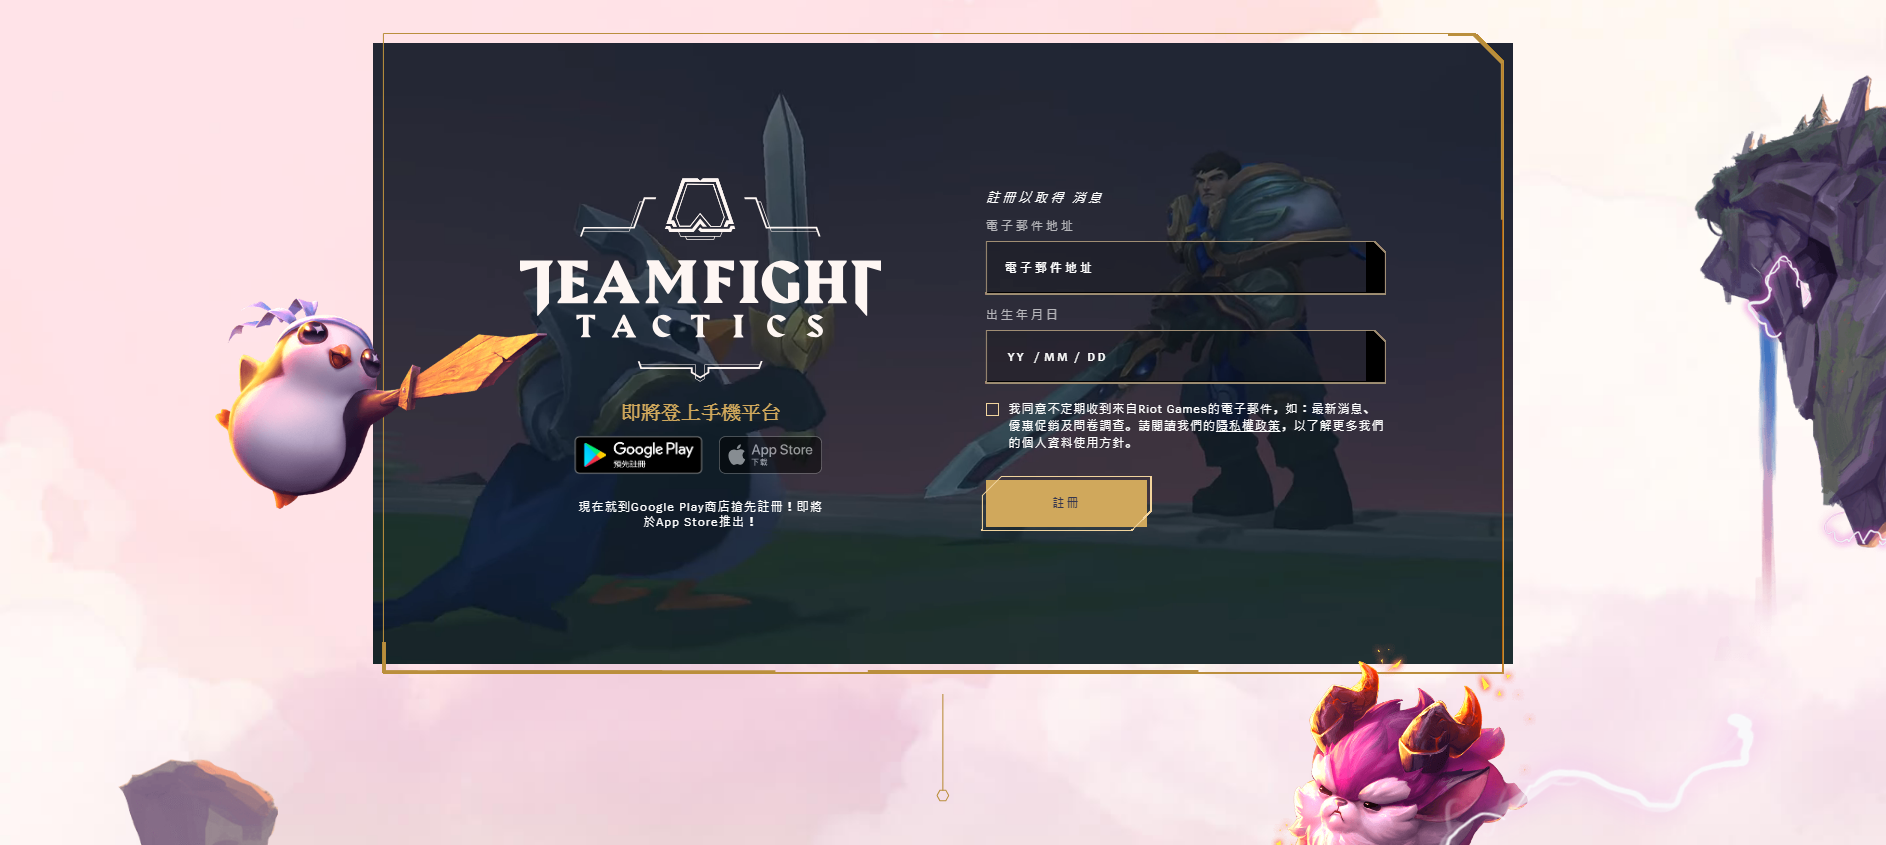 TEAMFIGHT
TACTICS
即將登上手機平台
Google Play
預先註冊
App Store
下載
現在就到Google Play商店搶先註冊！即將
於App Store推出！
註冊以取得 消息
電子郵件地址
電子郵件地址
出生年月日
YY / MM / DD
我同意不定期收到來自Riot Games的電子郵件，如：最新消息、
優惠促銷及問卷調查。請閱讀我們的隱私權政策，以了解更多我們
的個人資料使用方針。
註冊